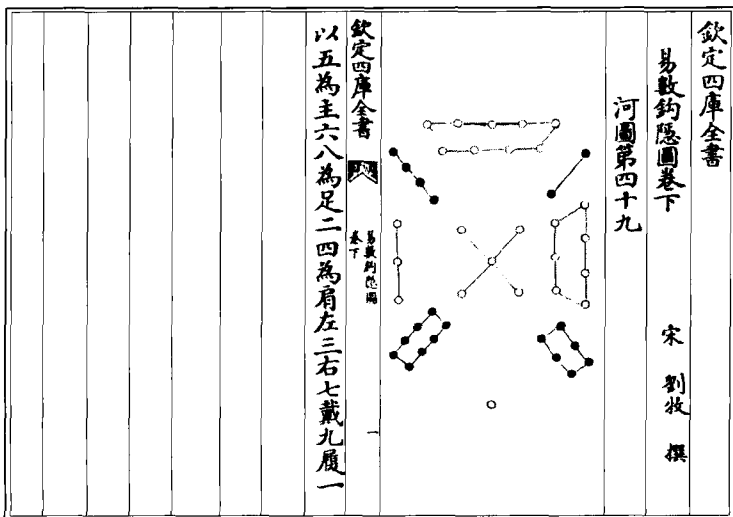 欽定四庫全書
易數鈎隱圖卷下
宋 劉牧 撰
河圖第四十九
欽定四庫全書
易數鈎隱圖
卷下
一
以五為主六八為足二四為肩左三右七戴九履一